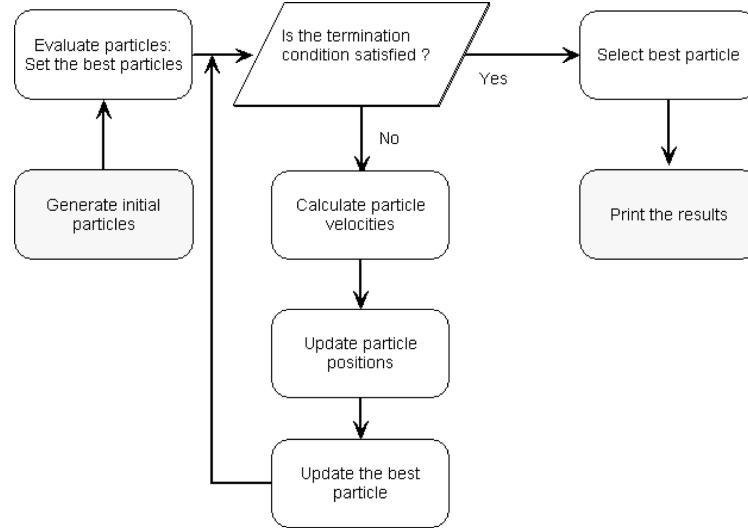 Evaluate particles:
Set the best particles
Is the termination
condition satisfied ?
Select best particle
Yes
No
Generate initial
particles
Calculate particle
velocities
Print the results
Update particle
positions
Update the best
particle